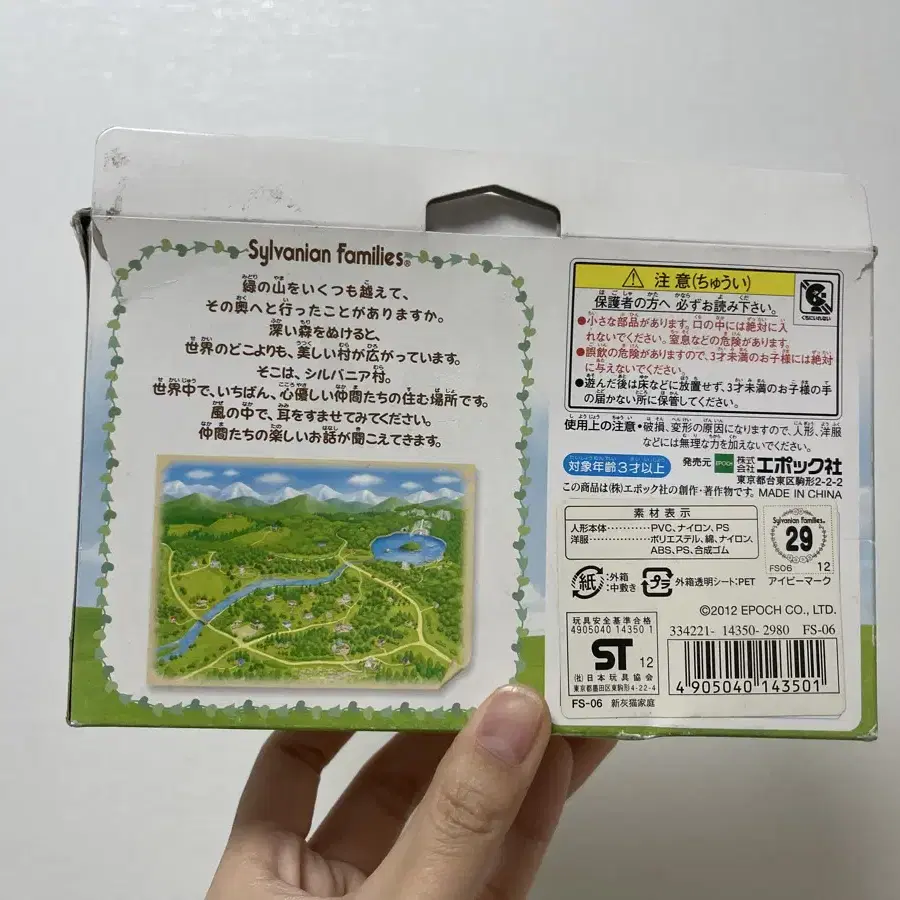 Sylvanian Families®
緑の山をいくつも越えて、
その奥へと行ったことがありますか。
深い森をぬけると、
世界のどこよりも、美しい村が広がっています。
そこは、シルバニア村。
世界中で、いちばん、心優しい仲間たちの住む場所です。
風の中で、耳をすませてみてください。
仲間たちの楽しいお話が聞こえてきます。
注意(ちゅうい)
保護者の方へ 必ずお読み下さい。
くちにいれない
●小さな部品があります。口の中には絶対に入
れないでください。窒息などの危険があります。
●誤飲の危険がありますので、3才未満のお子様には絶対
に与えないでください。
●遊んだ後は床などに放置せず、3才未満のお子様の手
の届かない所に保管してください。
使用上の注意・破損、変形の原因になりますので、人形、洋服
などには無理な力を加えないでください。
対象年齢3才以上
発売元 EPOCH 株式会社エポック社
東京都台東区駒形2-2-2
この商品は(株)エポック社の創作・著作物です。 MADE IN CHINA
素材表示
人形本体………PVC、ナイロン、PS
洋服…………ポリエステル、綿、ナイロン、
ABS、PS、合成ゴム
Sylvanian Families
29
FS06 12
アイピーマーク
紙 :外箱
:中敷き
プラ 外箱透明シート:PET
©2012 EPOCH CO., LTD.
334221- 14350- 2980 FS-06
玩具安全基準合格
4905040 14350 1
ST 12
(社)日本玩具協会
東京都墨田区東駒形4-22-4
FS-06 新灰猫家庭
4 905040 143501